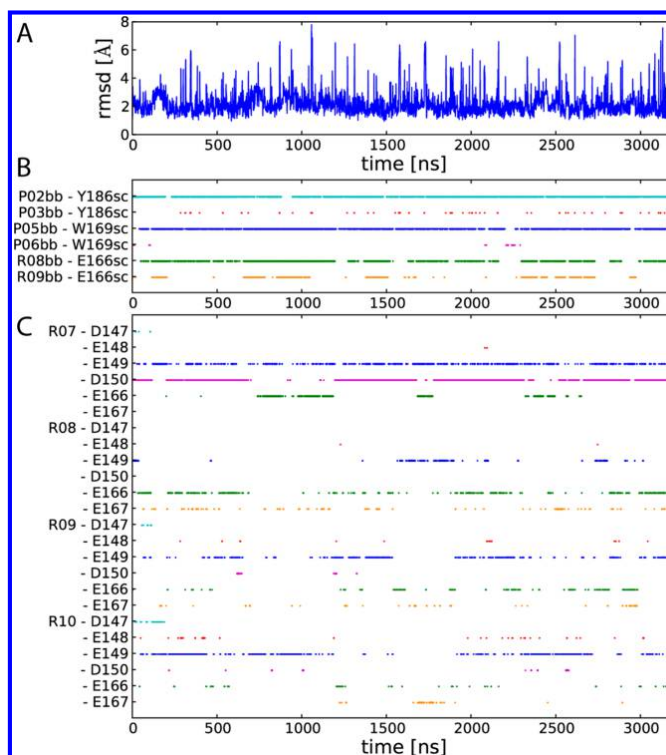 A
rmsd [Å]
8
6
4
2
0
0 500 1000 1500 2000 2500 3000
time [ns]
B
P02bb - Y186sc
P03bb - Y186sc
P05bb - W169sc
P06bb - W169sc
R08bb - E166sc
R09bb - E166sc
0 500 1000 1500 2000 2500 3000
C
R07 - D147
- E148
- E149
- D150
- E166
- E167
R08 - D147
- E148
- E149
- D150
- E166
- E167
R09 - D147
- E148
- E149
- D150
- E166
- E167
R10 - D147
- E148
- E149
- D150
- E166
- E167
0 500 1000 1500 2000 2500 3000
time [ns]